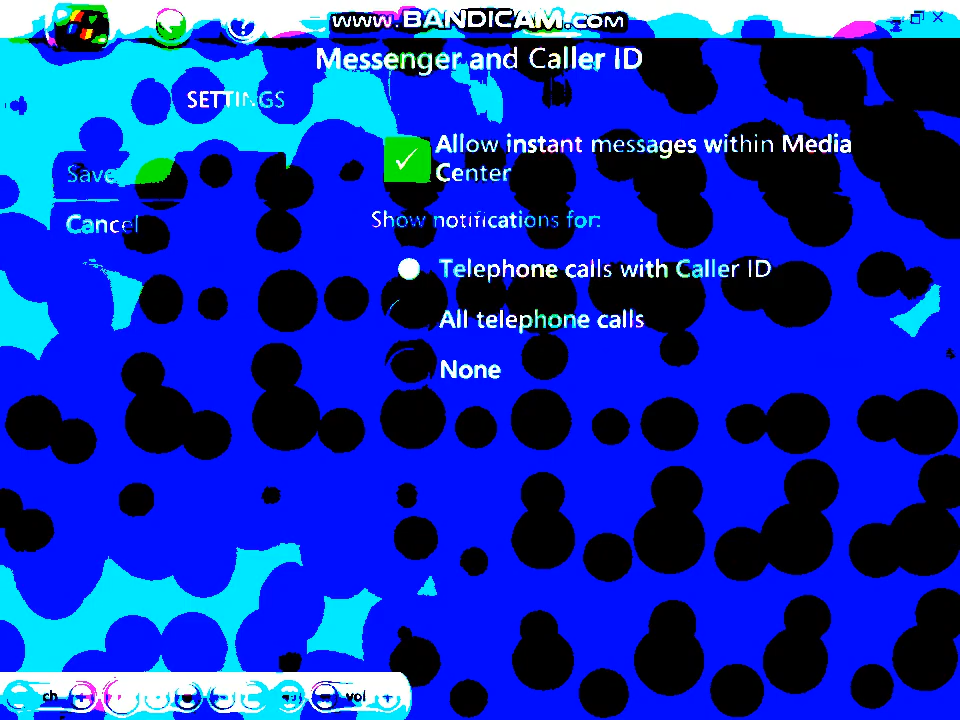 www.BANDICAM.com
Messenger and Caller ID
SETTINGS
Allow instant messages within Media
Center
Save
Show notifications for:
Cancel
Telephone calls with Caller ID
All telephone calls
None
ch
vol